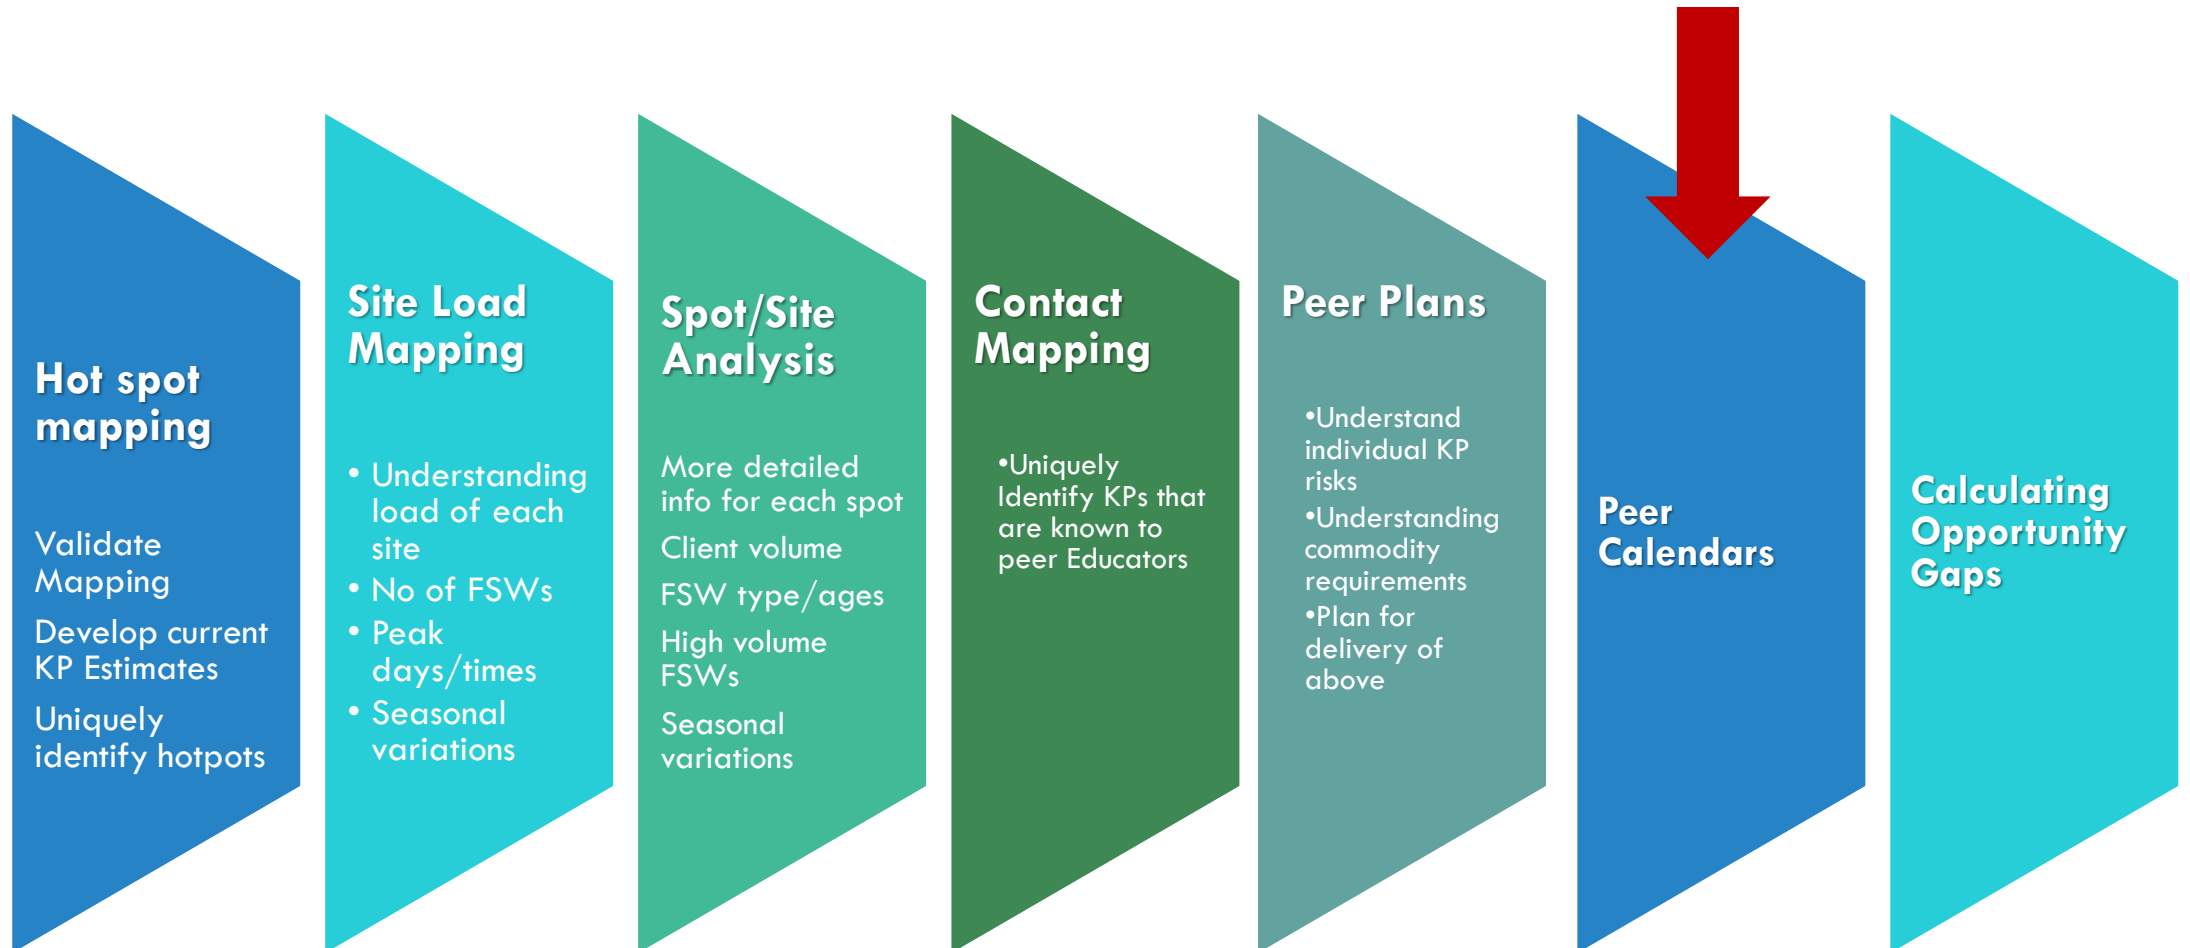 Hot spot
mapping
Validate
Mapping
Develop current
KP Estimates
Uniquely
identify hotpots
Site Load
Mapping
• Understanding
load of each
site
• No of FSWs
• Peak
days/times
• Seasonal
variations
Spot/Site
Analysis
More detailed
info for each spot
Client volume
FSW type/ages
High volume
FSWs
Seasonal
variations
Contact
Mapping
•Uniquely
Identify KPs that
are known to
peer Educators
Peer Plans
•Understand
individual KP
risks
•Understanding
commodity
requirements
•Plan for
delivery of
above
Peer
Calendars
Calculating
Opportunity
Gaps